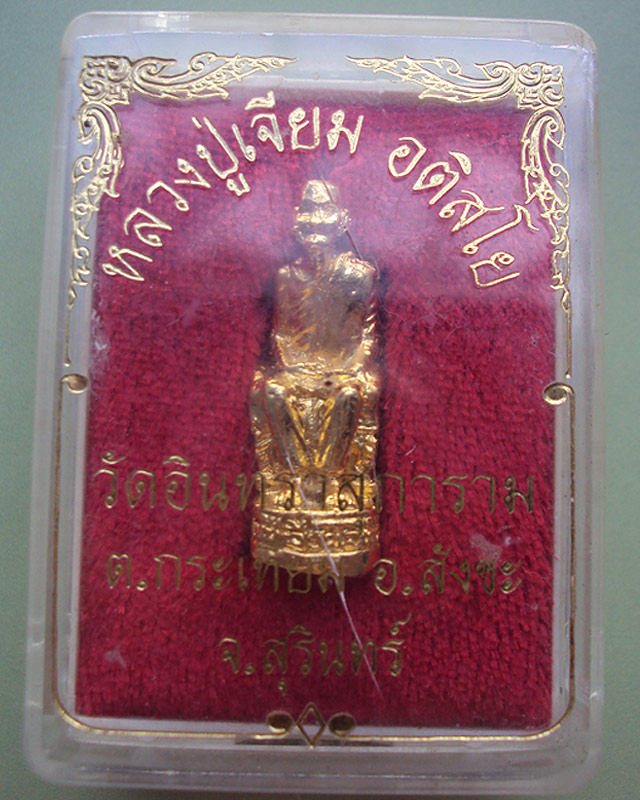 หลวงปู่เจียม อติสโย
วัดอินทราสุการาม
ต.กระเทียม อ.สังขะ
จ.สุรินทร์